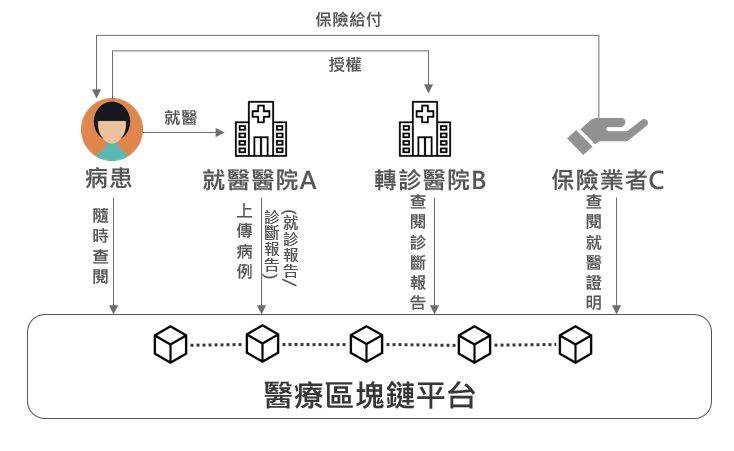 保險給付
授權
就醫
病患
就醫醫院A
轉診醫院B
保險業者C
隨時查閱
上傳病例
(就診報告/
診斷報告)
查閱診斷報告
查閱就醫證明
醫療區塊鏈平台